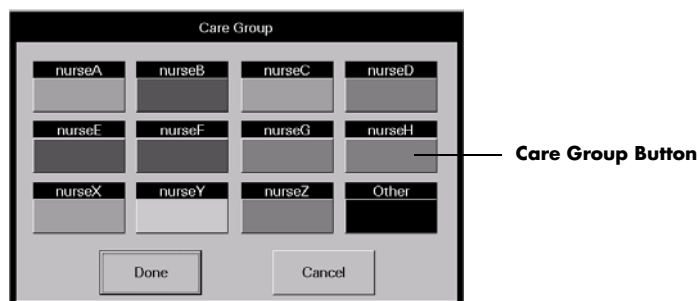 Care Group
nurseA nurseB nurseC nurseD
nurseE nurseF nurseG nurseH
Care Group Button
nurseX nurseY nurseZ Other
Done Cancel